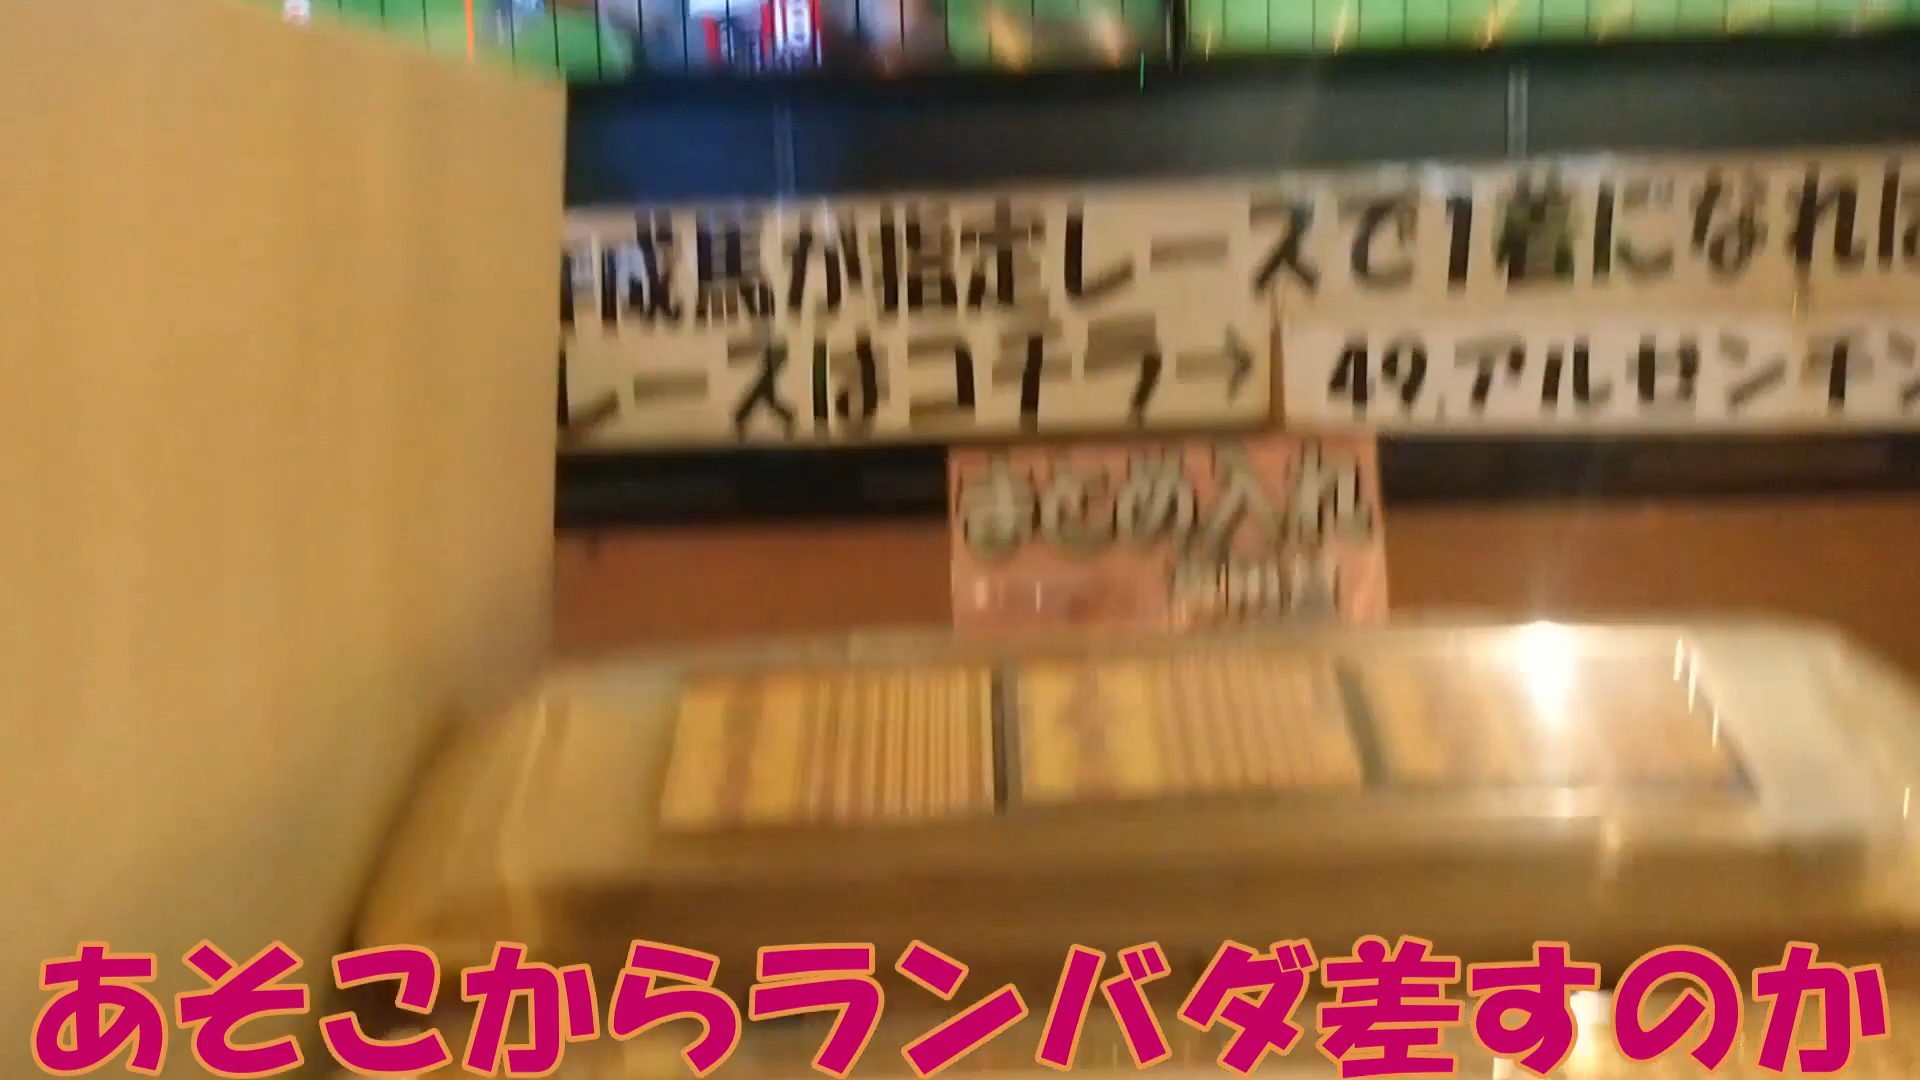 成馬が指定レースで1着になれば
レースはコチラ→
49.アルゼンチン
まとめ入れ
あそこからランバダ差すのか